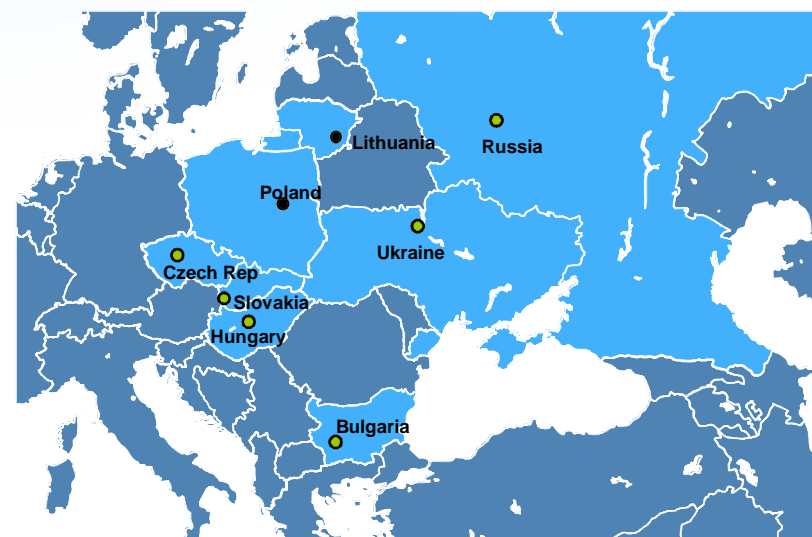 Lithuania
Russia
Poland
Ukraine
Czech Rep
Slovakia
Hungary
Bulgaria